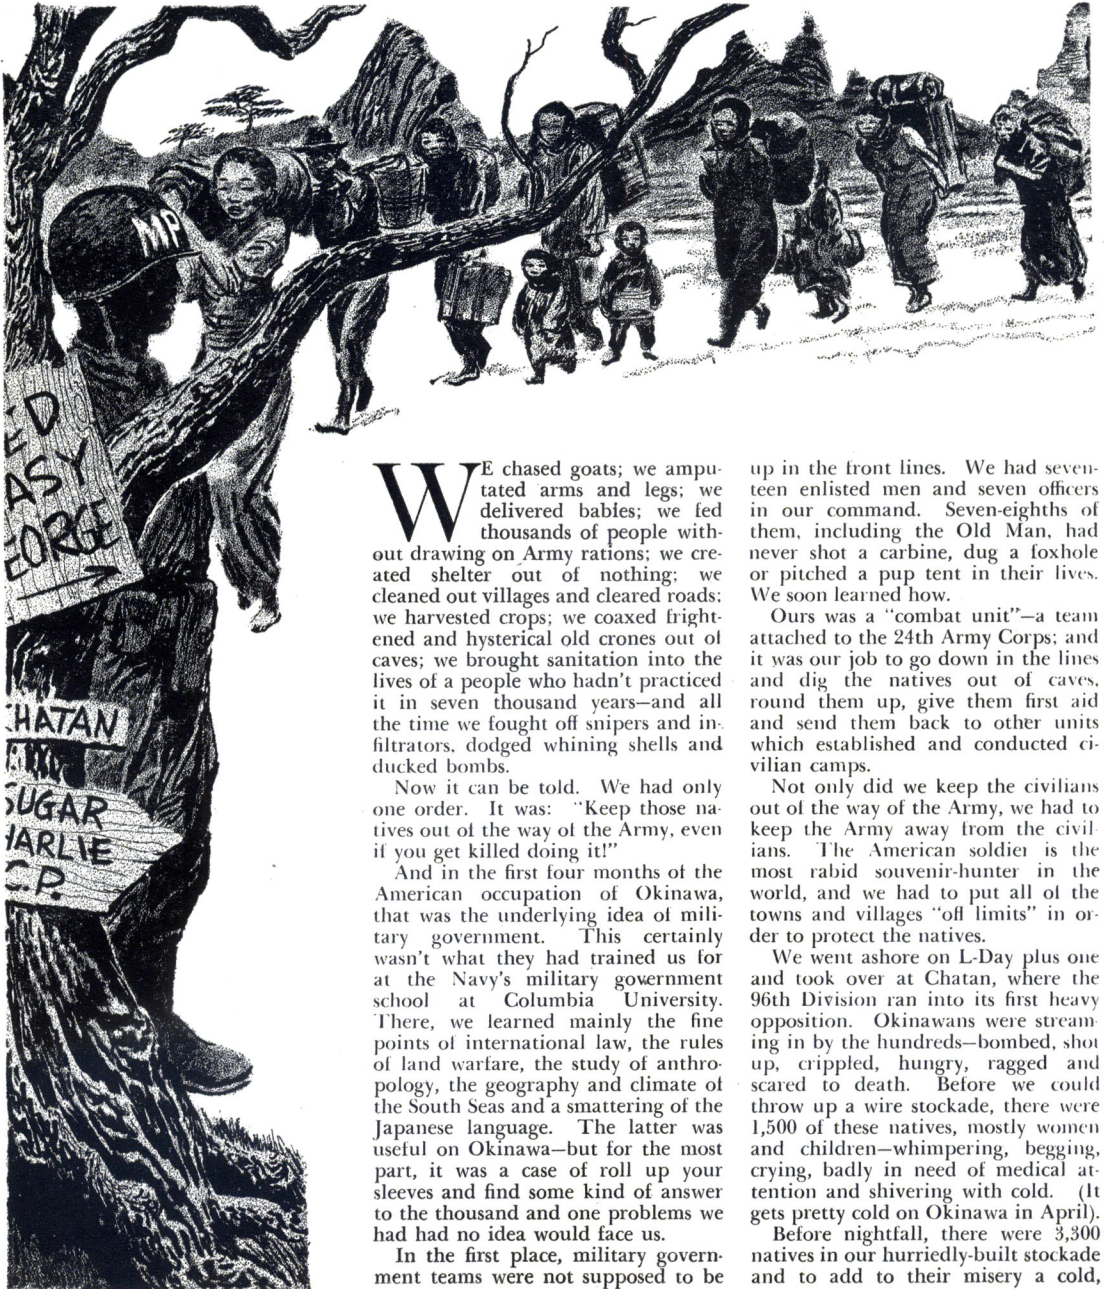 MP
ED
ASY
EORGE
CHATAN
SUGAR
HARLIE
C.P.
WE chased goats; we ampu-
tated arms and legs; we
delivered babies; we fed
thousands of people with-
out drawing on Army rations; we cre-
ated shelter out of nothing; we
cleaned out villages and cleared roads;
we harvested crops; we coaxed fright-
ened and hysterical old crones out of
caves; we brought sanitation into the
lives of a people who hadn't practiced
it in seven thousand years—and all
the time we fought off snipers and in-
filtrators, dodged whining shells and
ducked bombs.
Now it can be told. We had only
one order. It was: "Keep those na-
tives out of the way of the Army, even
if you get killed doing it!"
And in the first four months of the
American occupation of Okinawa,
that was the underlying idea of mili-
tary government. This certainly
wasn't what they had trained us for
at the Navy's military government
school at Columbia University.
There, we learned mainly the fine
points of international law, the rules
of land warfare, the study of anthro-
pology, the geography and climate of
the South Seas and a smattering of the
Japanese language. The latter was
useful on Okinawa—but for the most
part, it was a case of roll up your
sleeves and find some kind of answer
to the thousand and one problems we
had had no idea would face us.
In the first place, military govern-
ment teams were not supposed to be
up in the front lines. We had seven-
teen enlisted men and seven officers
in our command. Seven-eighths of
them, including the Old Man, had
never shot a carbine, dug a foxhole
or pitched a pup tent in their lives.
We soon learned how.
Ours was a "combat unit"—a team
attached to the 24th Army Corps; and
it was our job to go down in the lines
and dig the natives out of caves,
round them up, give them first aid
and send them back to other units
which established and conducted ci-
vilian camps.
Not only did we keep the civilians
out of the way of the Army, we had to
keep the Army away from the civil-
ians. The American soldier is the
most rabid souvenir-hunter in the
world, and we had to put all of the
towns and villages "off limits" in or-
der to protect the natives.
We went ashore on L-Day plus one
and took over at Chatan, where the
96th Division ran into its first heavy
opposition. Okinawans were stream-
ing in by the hundreds—bombed, shot
up, crippled, hungry, ragged and
scared to death. Before we could
throw up a wire stockade, there were
1,500 of these natives, mostly women
and children—whimpering, begging,
crying, badly in need of medical at-
tention and shivering with cold. (It
gets pretty cold on Okinawa in April).
Before nightfall, there were 3,300
natives in our hurriedly-built stockade
and to add to their misery a cold,